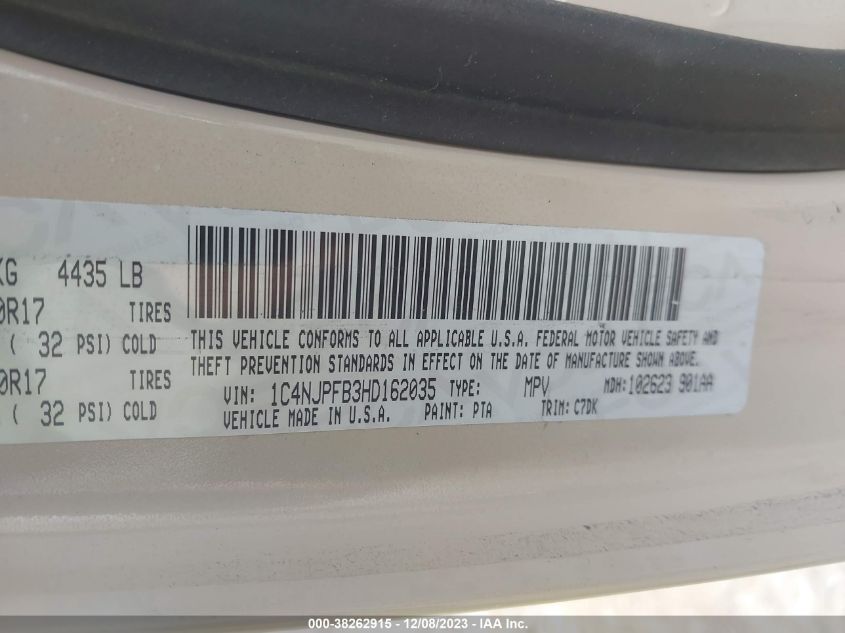 KG 4435 LB
0R17 TIRES
( 32 PSI) COLD
0R17 TIRES
( 32 PSI) COLD
THIS VEHICLE CONFORMS TO ALL APPLICABLE U.S.A. FEDERAL MOTOR VEHICLE SAFETY AND
THEFT PREVENTION STANDARDS IN EFFECT ON THE DATE OF MANUFACTURE SHOWN ABOVE.
VIN: 1C4NJPFB3HD162035 TYPE: MPV MDH:102623 901AA
VEHICLE MADE IN U.S.A. PAINT: PTA TRIM: C7DK
000-38262915 - 12/08/2023 - IAA Inc.